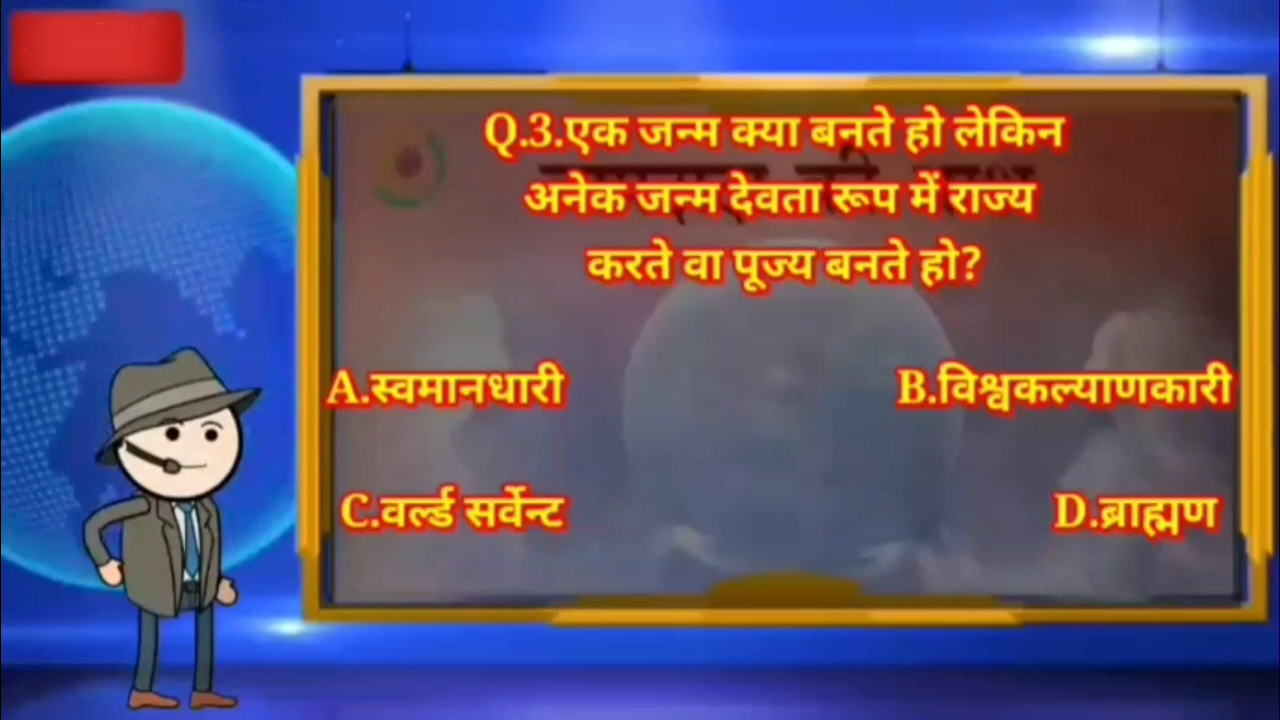 Q.3.एक जन्म क्या बनते हो लेकिन
अनेक जन्म देवता रूप में राज्य
करते वा पूज्य बनते हो?
A.स्वमानधारी
B.विश्वकल्याणकारी
C.वर्ल्ड सर्वेन्ट
D.ब्राह्मण